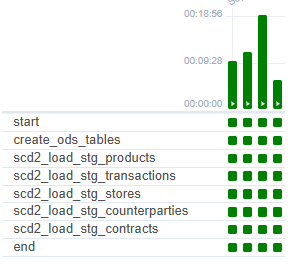 00:18:56
00:09:28
00:00:00
start
create_ods_tables
scd2_load_stg_products
scd2_load_stg_transactions
scd2_load_stg_stores
scd2_load_stg_counterparties
scd2_load_stg_contracts
end